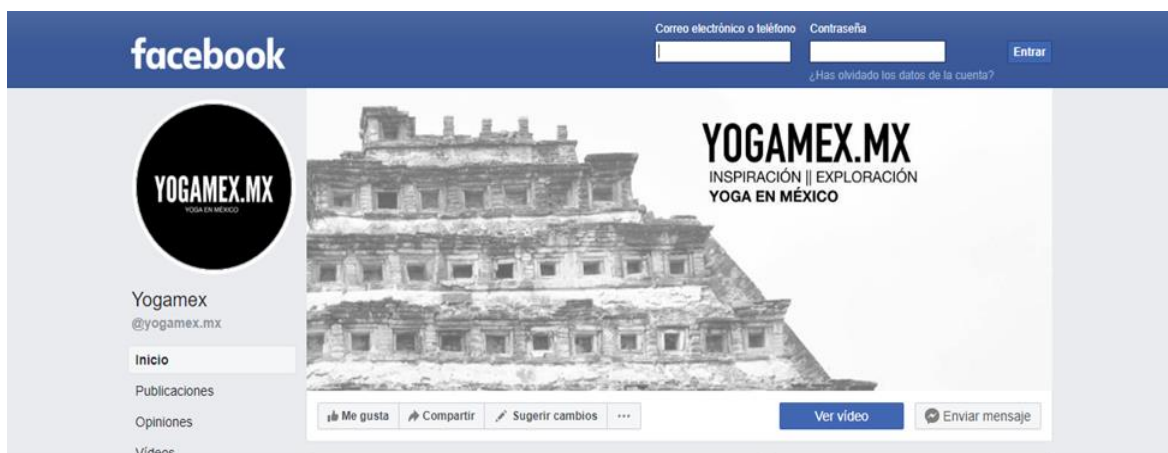 facebook
Correo electrónico o teléfono
Contraseña
Entrar
¿Has olvidado los datos de la cuenta?
YOGAMEX.MX
YOGA EN MÉXICO
YOGAMEX.MX
INSPIRACIÓN || EXPLORACIÓN
YOGA EN MÉXICO
Yogamex
@yogamex.mx
Inicio
Publicaciones
Opiniones
Vídeos
Me gusta
Compartir
Sugerir cambios
...
Ver vídeo
Enviar mensaje